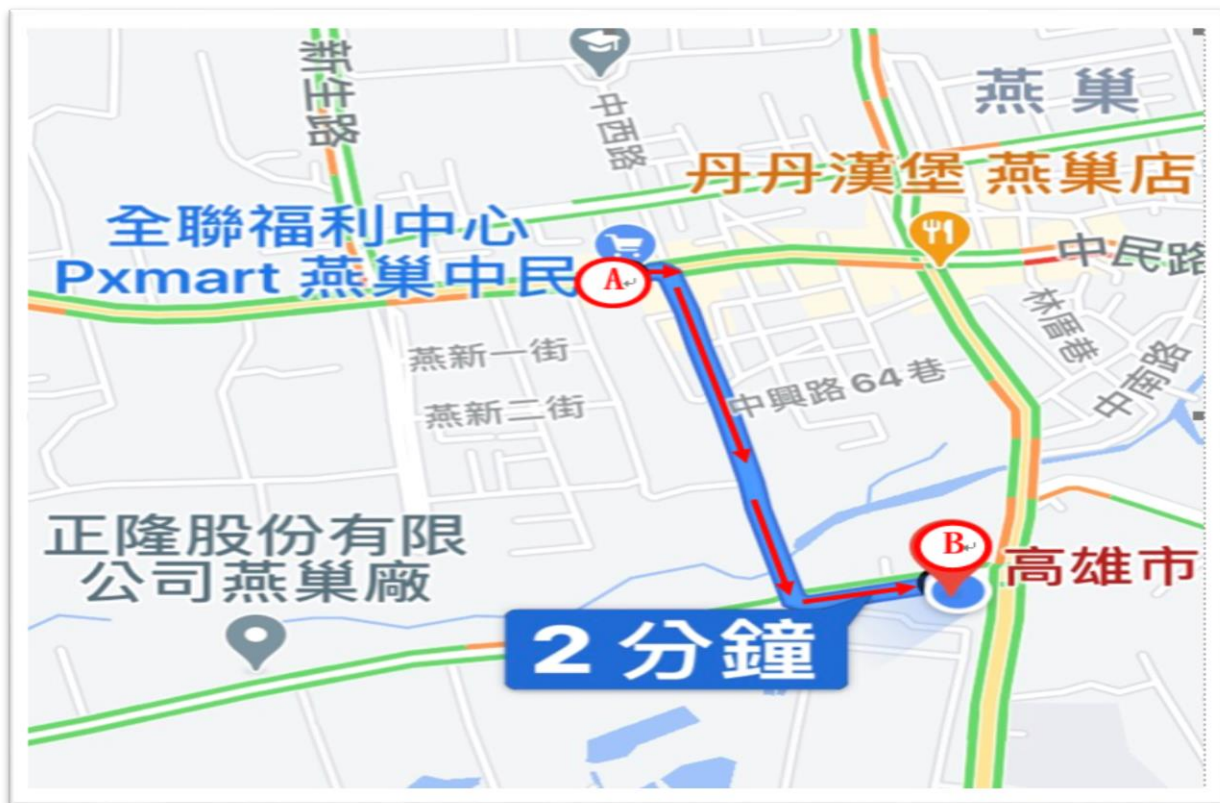 新生路
中西路
燕巢
丹丹漢堡 燕巢店
全聯福利中心
Pxmart 燕巢中民
A
中民路
林厝巷
燕新一街
中興路 64 巷
中南路
燕新二街
正隆股份有限
公司燕巢廠
B
高雄市
2 分鐘